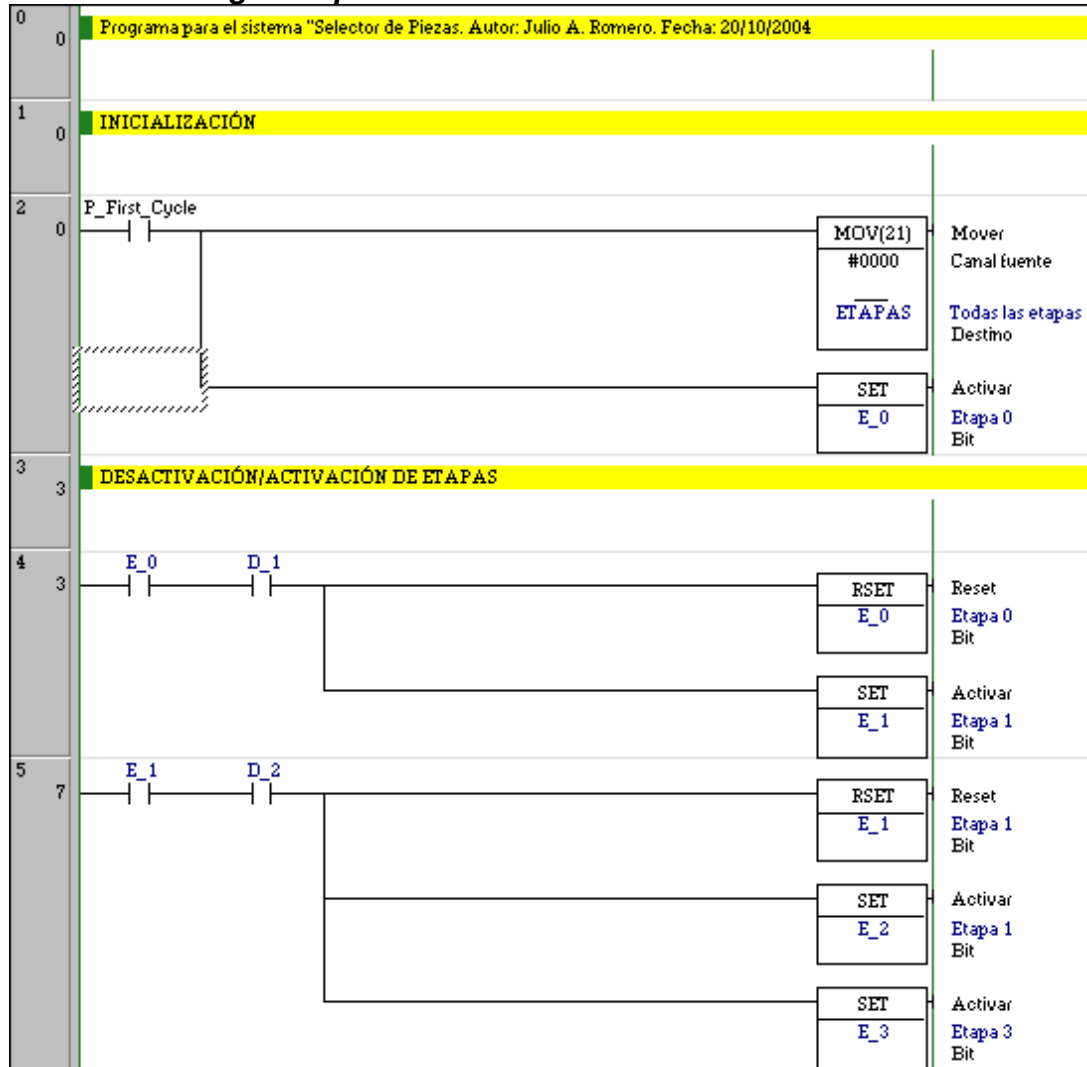 0
0
Programa para el sistema "Selector de Piezas. Autor: Julio A. Romero. Fecha: 20/10/2004
1
0
INICIALIZACIÓN
2
0
P_First_Cycle
MOV(21) Mover
#0000 Canal fuente
ETAPAS Todas las etapas
Destino
SET Activar
E_0 Etapa 0
Bit
3
3
DESACTIVACIÓN/ACTIVACIÓN DE ETAPAS
4
3
E_0 D_1
RSET Reset
E_0 Etapa 0
Bit
SET Activar
E_1 Etapa 1
Bit
5
7
E_1 D_2
RSET Reset
E_1 Etapa 1
Bit
SET Activar
E_2 Etapa 1
Bit
SET Activar
E_3 Etapa 3
Bit